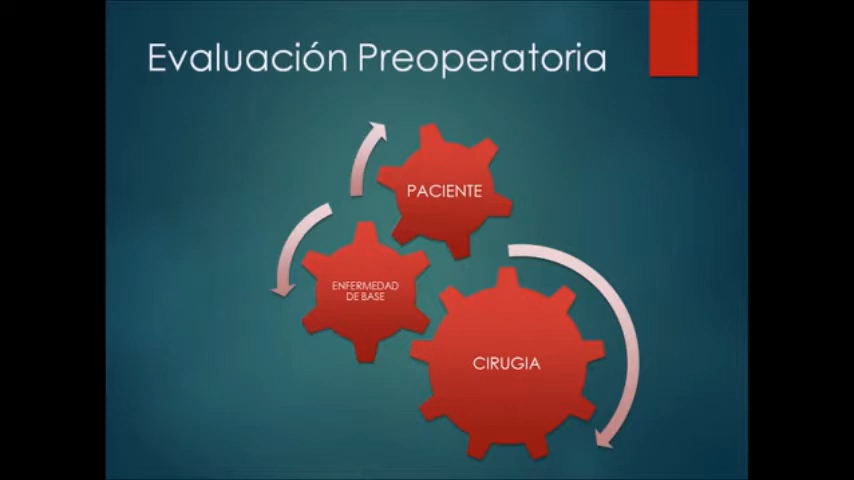 Evaluación Preoperatoria
PACIENTE
ENFERMEDAD
DE BASE
CIRUGIA